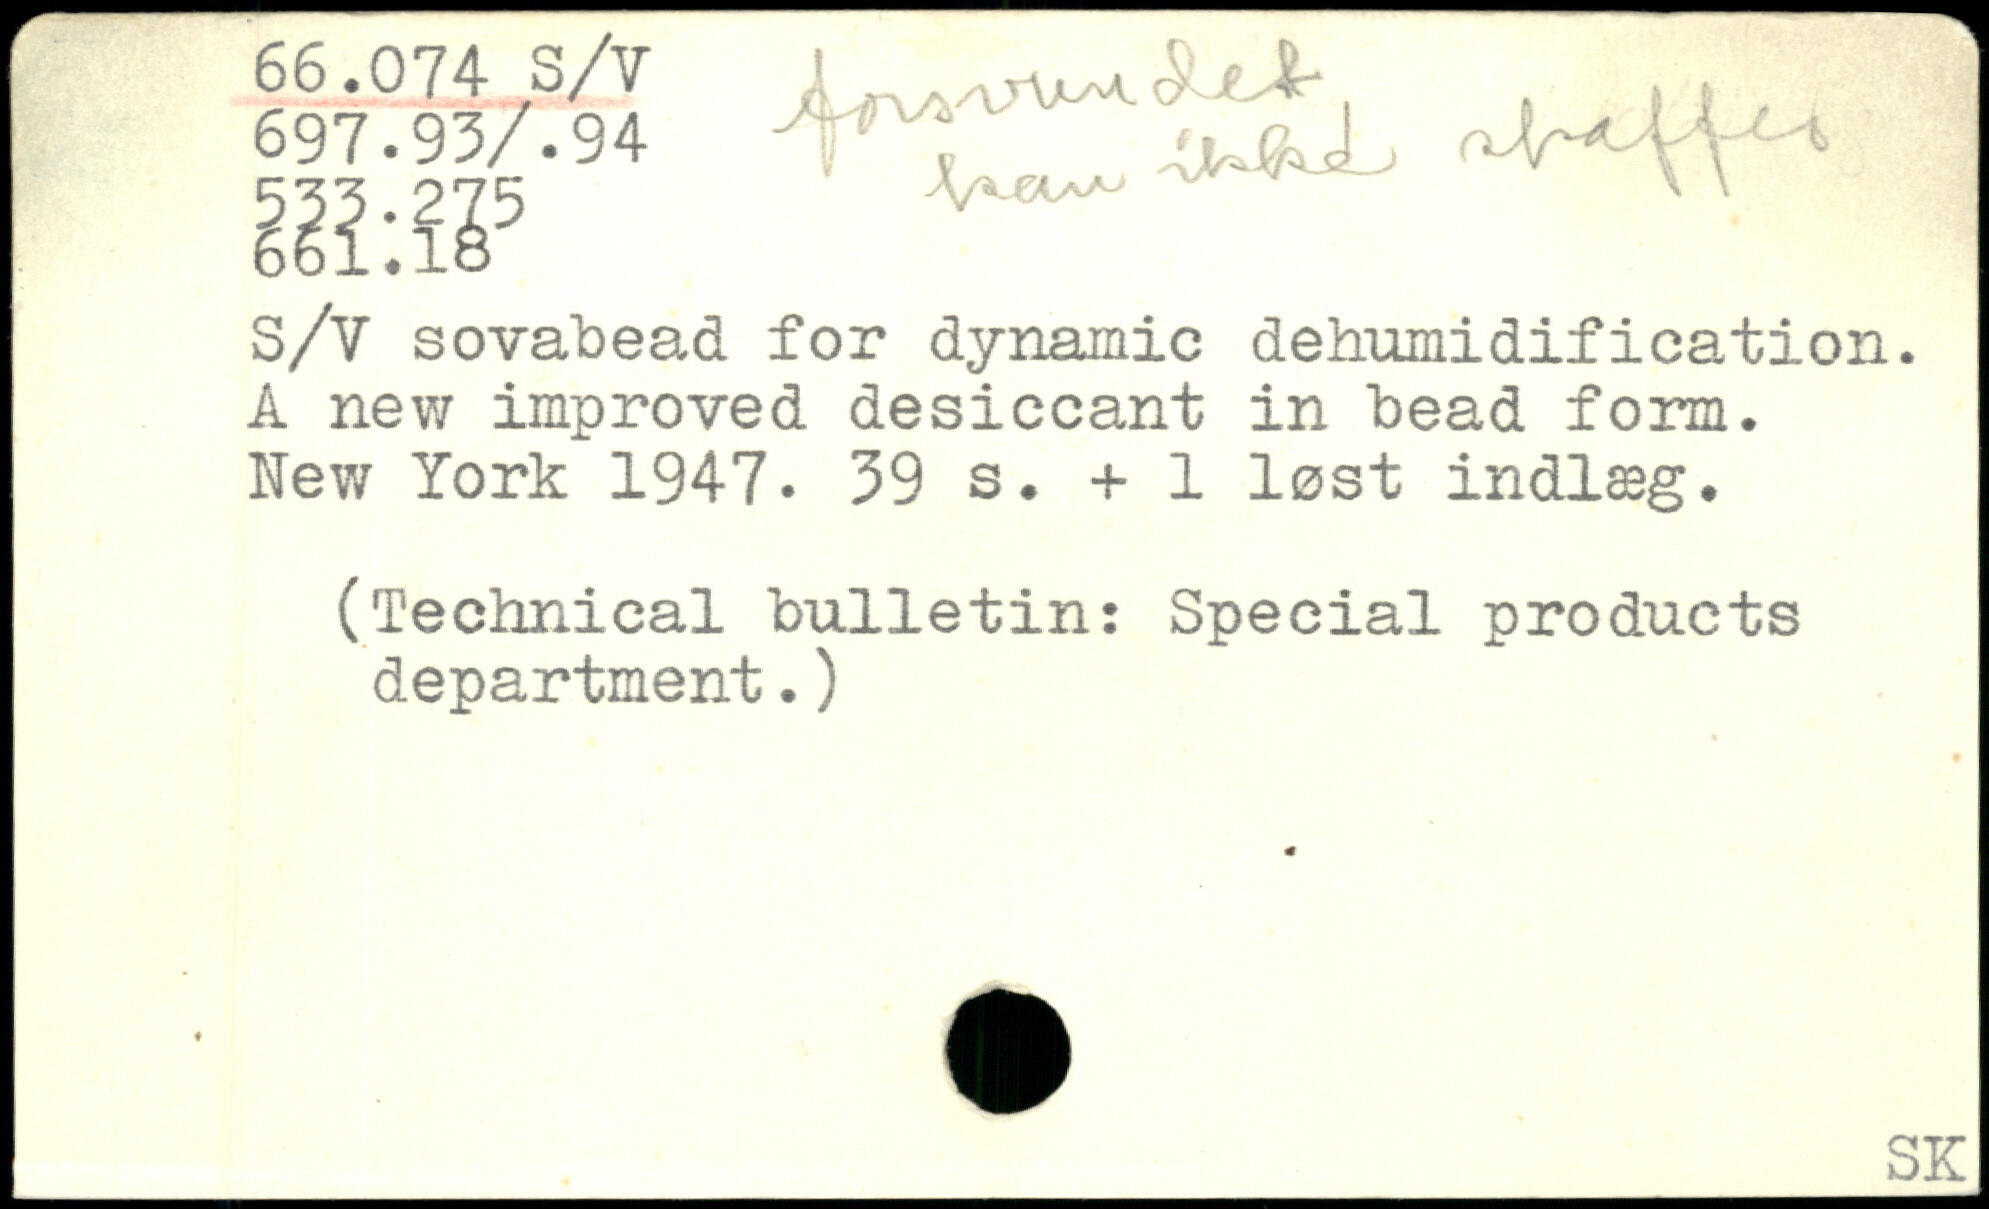 66.074 S/V
forsvundet
697.93/.94
kan ikke skaffes
533.275
661.18
S/V sovabead for dynamic dehumidification.
A new improved desiccant in bead form.
New York 1947. 39 s. + 1 løst indlæg.
(Technical bulletin: Special products
department.)
SK